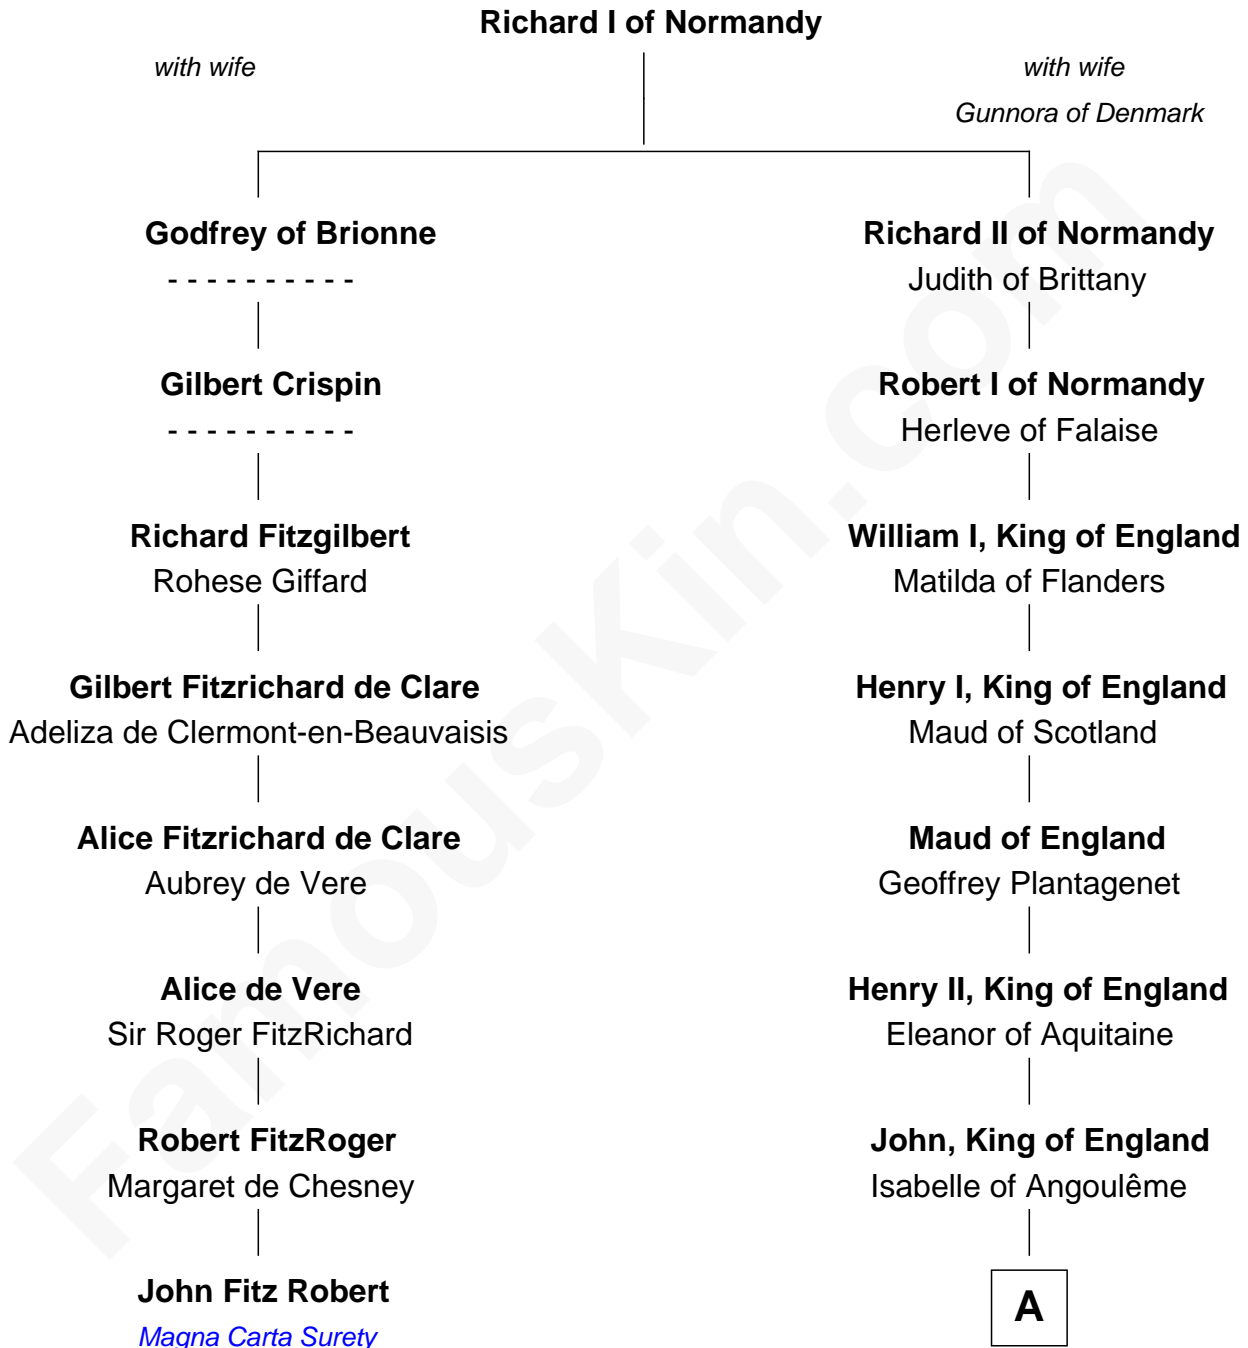 Richard I of Normandy
with wife
with wife
Gunnora of Denmark
Godfrey of Brionne
- - - - - - - - - -
Richard II of Normandy
Judith of Brittany
Gilbert Crispin
- - - - - - - - - -
Robert I of Normandy
Herleve of Falaise
Richard Fitzgilbert
Rohese Giffard
William I, King of England
Matilda of Flanders
Gilbert Fitzrichard de Clare
Adeliza de Clermont-en-Beauvaisis
Henry I, King of England
Maud of Scotland
Alice Fitzrichard de Clare
Aubrey de Vere
Maud of England
Geoffrey Plantagenet
Alice de Vere
Sir Roger FitzRichard
Henry II, King of England
Eleanor of Aquitaine
Robert FitzRoger
Margaret de Chesney
John, King of England
Isabelle of Angoulême
John Fitz Robert
Magna Carta Surety
A
FamousKin.com